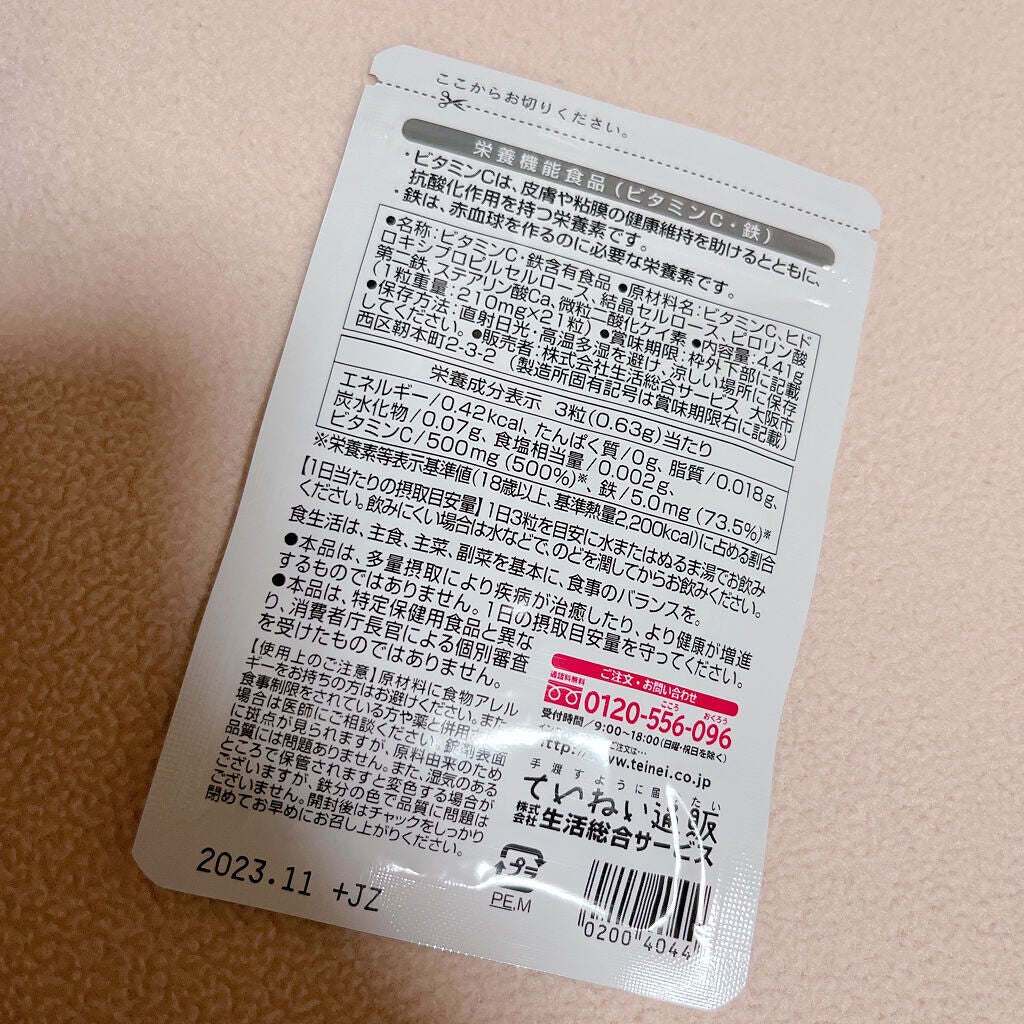 ここからお切りください。
栄養機能食品(ビタミンC・鉄)
・ビタミンCは、皮膚や粘膜の健康維持を助けるとともに、
抗酸化作用を持つ栄養素です。
・鉄は、赤血球を作るのに必要な栄養素です。
●名称:ビタミンC・鉄含有食品 ●原材料名:ビタミンC、ヒド
ロキシプロピルセルロース、結晶セルロース、ピロリン酸
第一鉄、ステアリン酸Ca、微粒二酸化ケイ素 ●内容量:4.41g
(1粒重量:210mg×21粒) ●賞味期限:枠外下部に記載
●保存方法:直射日光・高温多湿を避け、涼しい場所に保存
してください。 ●販売者:株式会社生活総合サービス 大阪市
西区靭本町2-3-2 (製造所固有記号は賞味期限右に記載)
栄養成分表示 3粒(0.63g)当たり
エネルギー/0.42kcal、たんぱく質/0g、脂質/0.018g、
炭水化物/0.07g、食塩相当量/0.002g、
ビタミンC/500mg(500%)※、鉄/5.0mg(73.5%)※
※栄養素等表示基準値(18歳以上、基準熱量2,200kcal)に占める割合
【1日当たりの摂取目安量】1日3粒を目安に水またはぬるま湯でお飲み
ください。飲みにくい場合は水などで、のどを潤してからお飲みください。
食生活は、主食、主菜、副菜を基本に、食事のバランスを。
●本品は、多量摂取により疾病が治癒したり、より健康が増進
するものではありません。1日の摂取目安量を守ってください。
●本品は、特定保健用食品と異な
り、消費者庁長官による個別審査
を受けたものではありません。
【使用上のご注意】原材料に食物アレル
ギーをお持ちの方はお避けください。また
食事制限をされている方や薬と併用する
場合は医師にご相談ください。錠剤表面
に斑点が見られますが、原料由来のため
品質には問題ありません。また、湿気のある
ところで保管されますと変色する場合が
ございますが、鉄分の色で品質に問題は
ございません。開封後はチャックをしっかり
閉めてお早めにお召し上がりください。
ご注文・お問い合わせ
通話料無料
こころ おくろう
0120-556-096
受付時間/9:00~18:00(日曜・祝日を除く)
ご注文は…
www.teinei.co.jp
ていねい通販
株式会社 生活総合サービス
PE,M
2023.11 +JZ
0200 4044